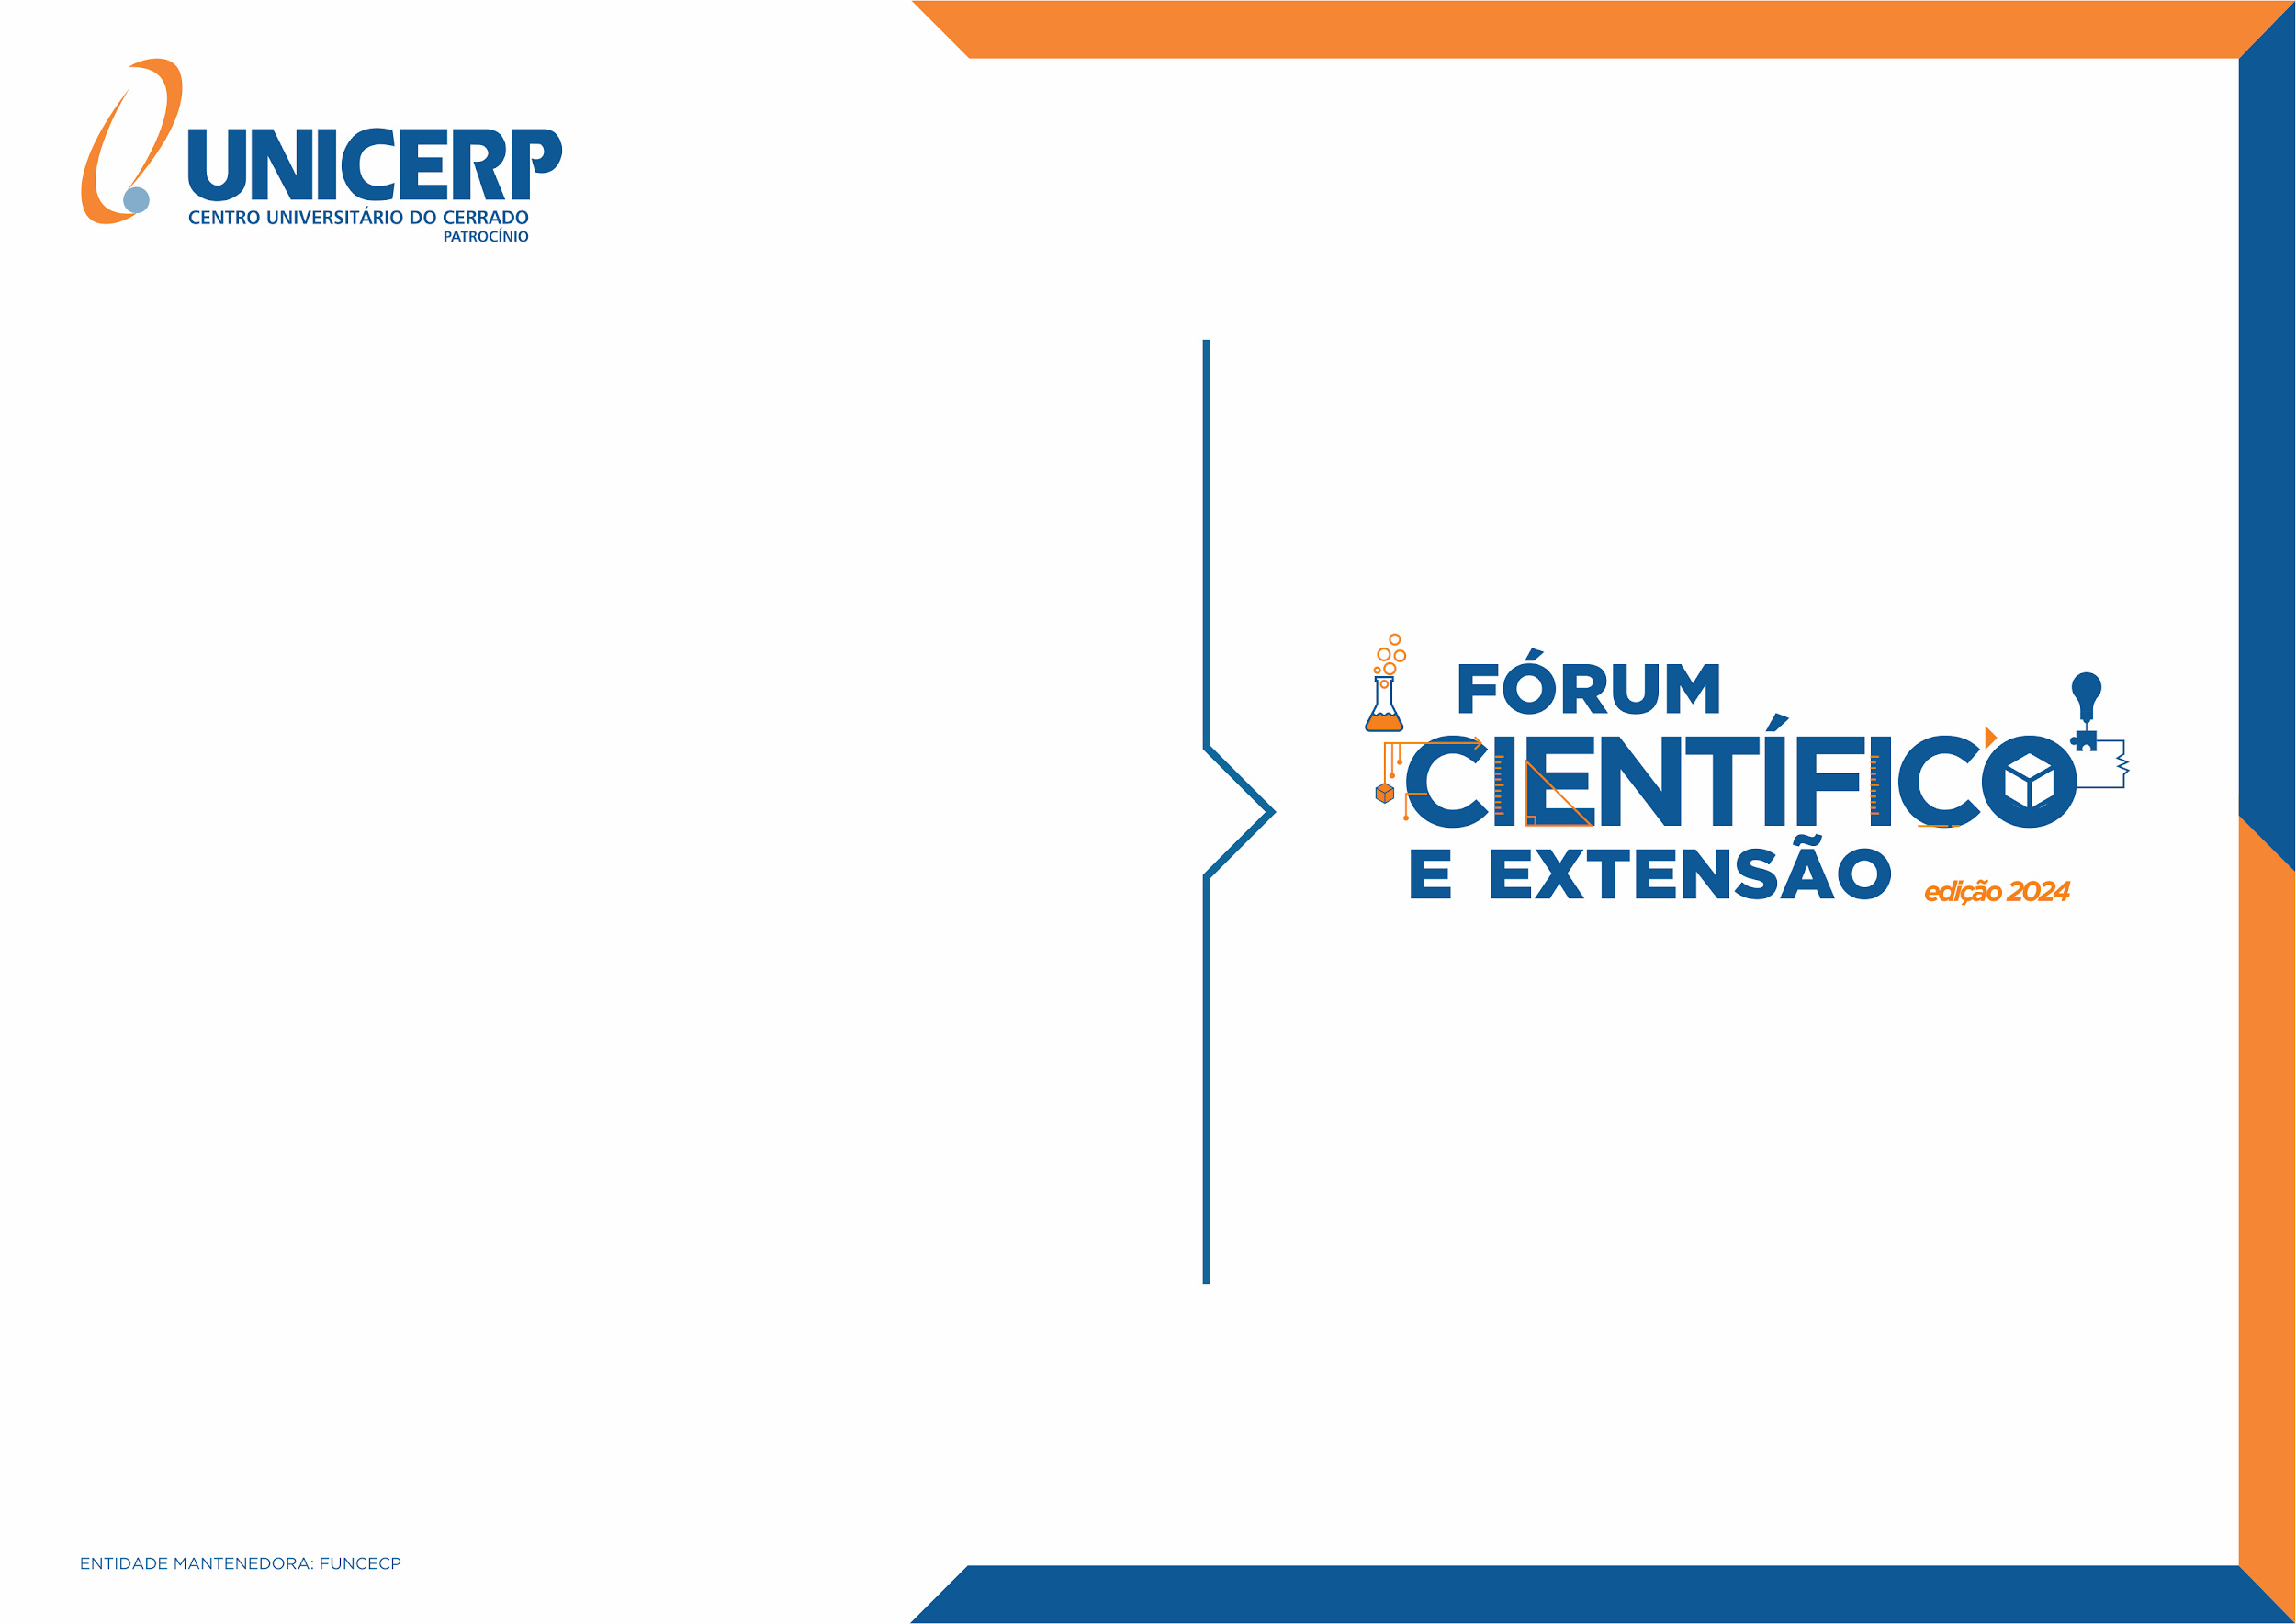 UNICERP
CENTRO UNIVERSITÁRIO DO CERRADO
PATROCÍNIO
FÓRUM
CIENTÍFICO
E EXTENSÃO
edição 2024
ENTIDADE MANTENEDORA: FUNCECP